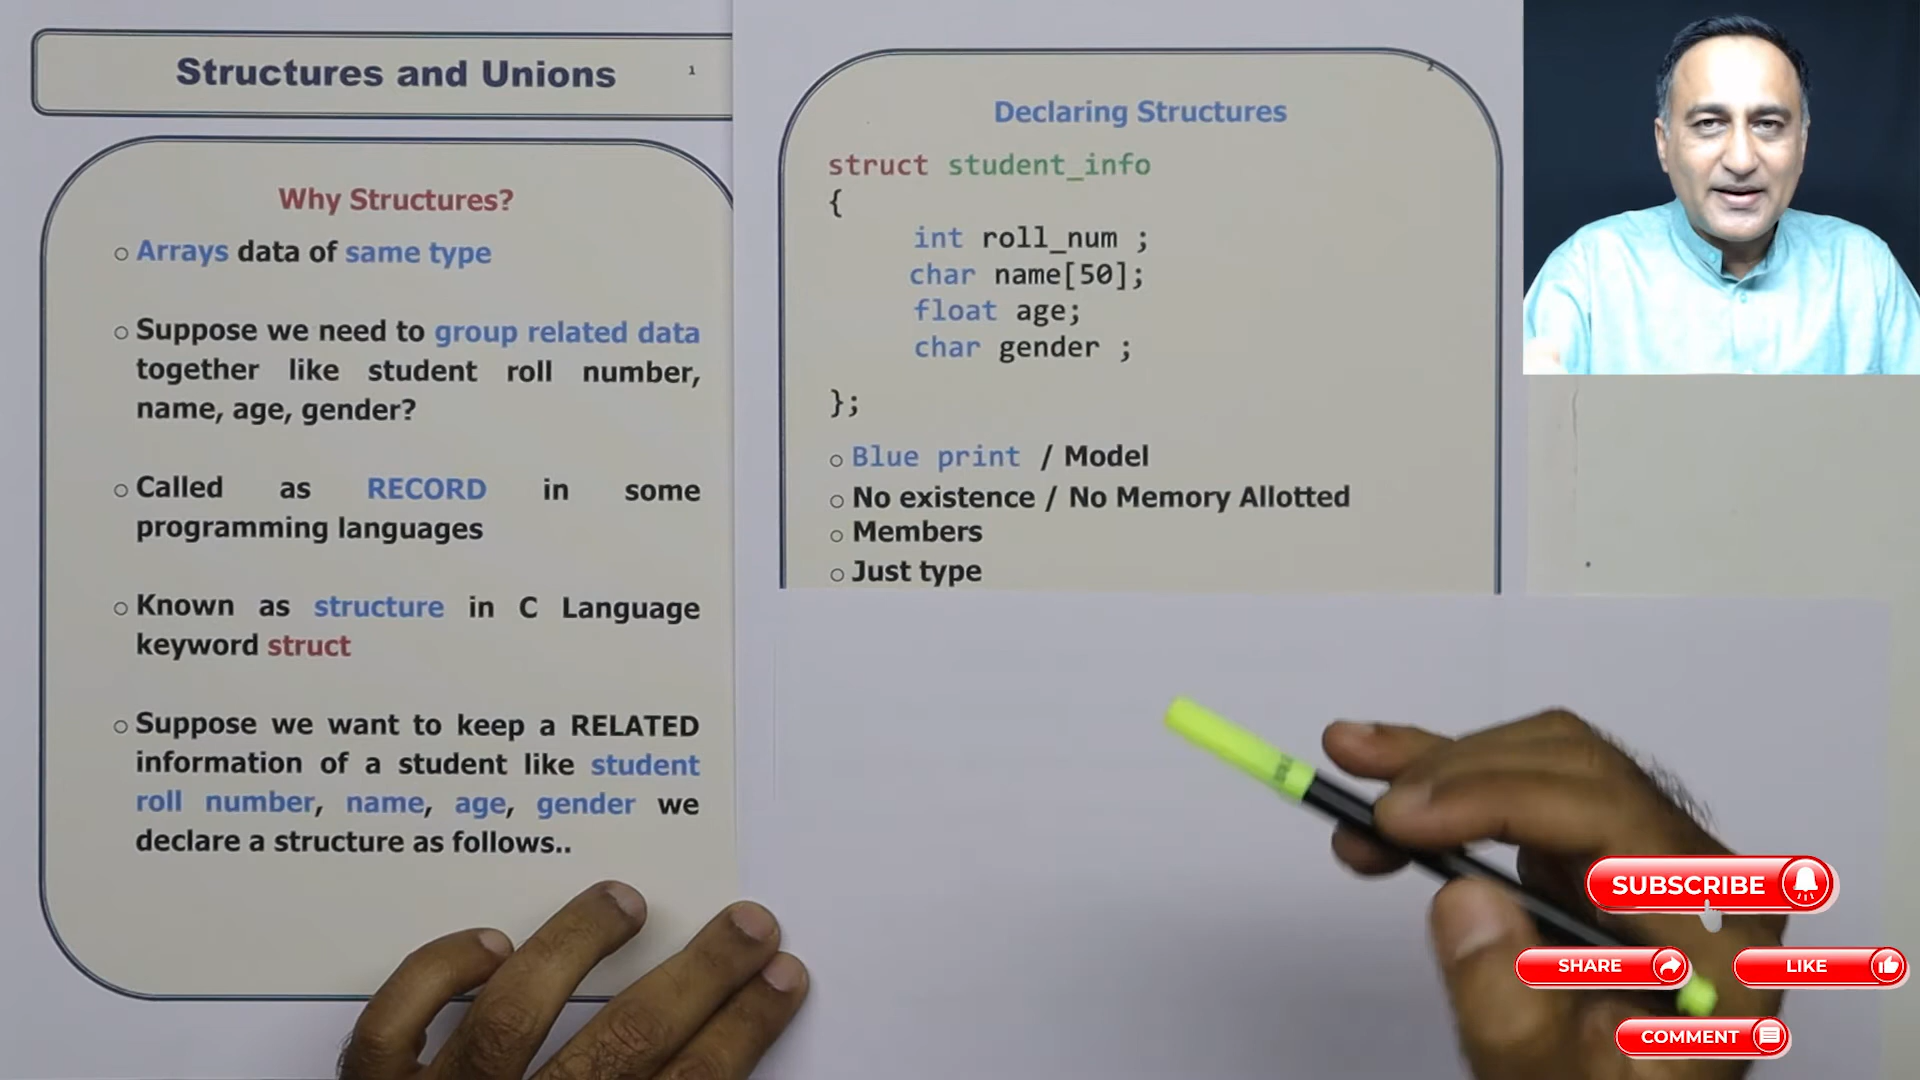 Structures and Unions 1
Why Structures?
○ Arrays data of same type
○ Suppose we need to group related data
together like student roll number,
name, age, gender?
○ Called as RECORD in some
programming languages
○ Known as structure in C Language
keyword struct
○ Suppose we want to keep a RELATED
information of a student like student
roll number, name, age, gender we
declare a structure as follows..
2
Declaring Structures
struct student_info
{
int roll_num ;
char name[50];
float age;
char gender ;
};
○ Blue print / Model
○ No existence / No Memory Allotted
○ Members
○ Just type
SUBSCRIBE
SHARE
LIKE
COMMENT